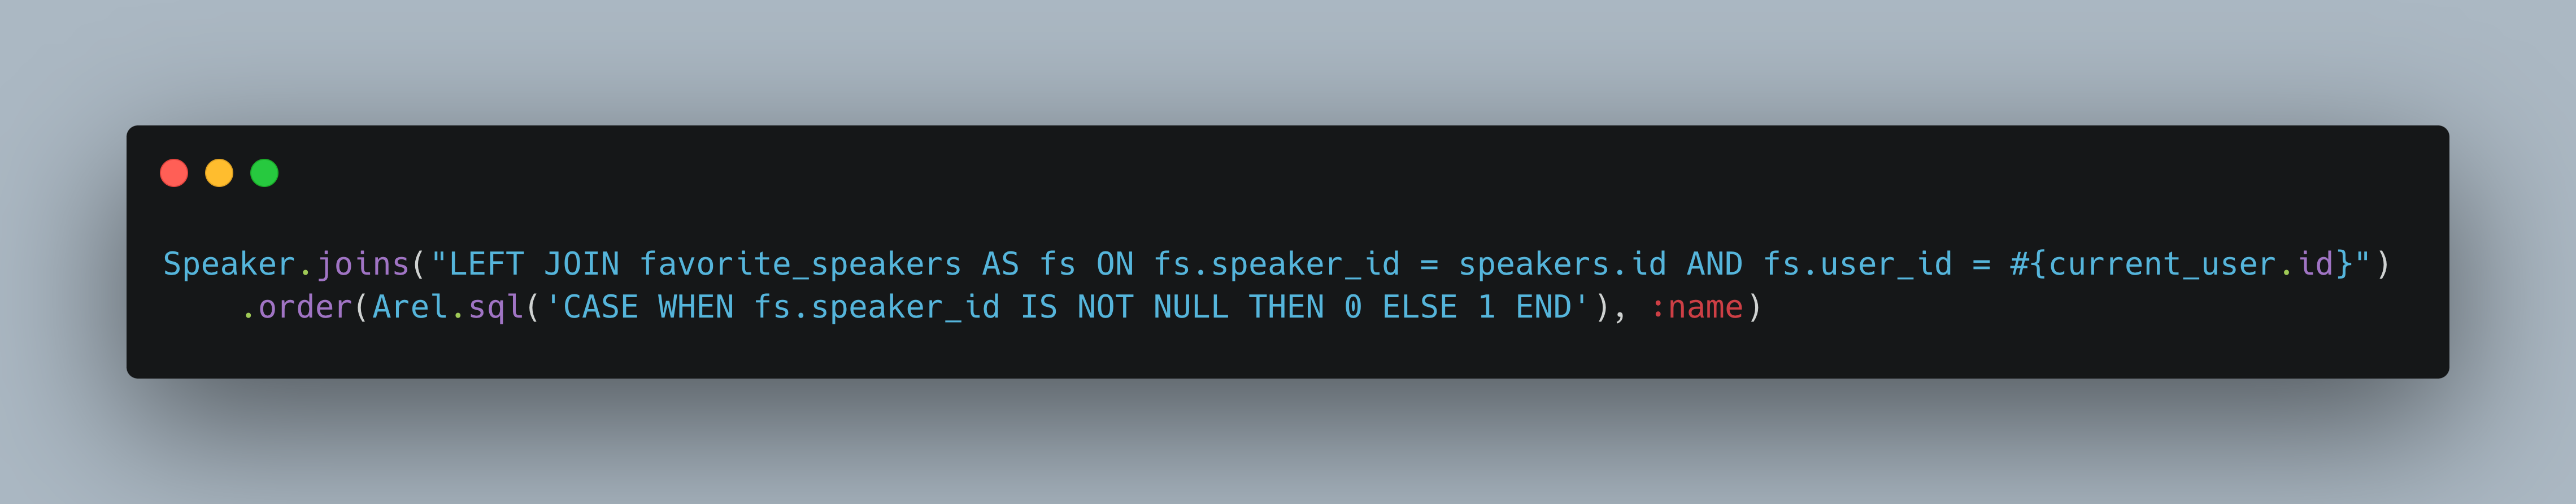 Speaker.joins("LEFT JOIN favorite_speakers AS fs ON fs.speaker_id = speakers.id AND fs.user_id = #{current_user.id}")
    .order(Arel.sql('CASE WHEN fs.speaker_id IS NOT NULL THEN 0 ELSE 1 END'), :name)